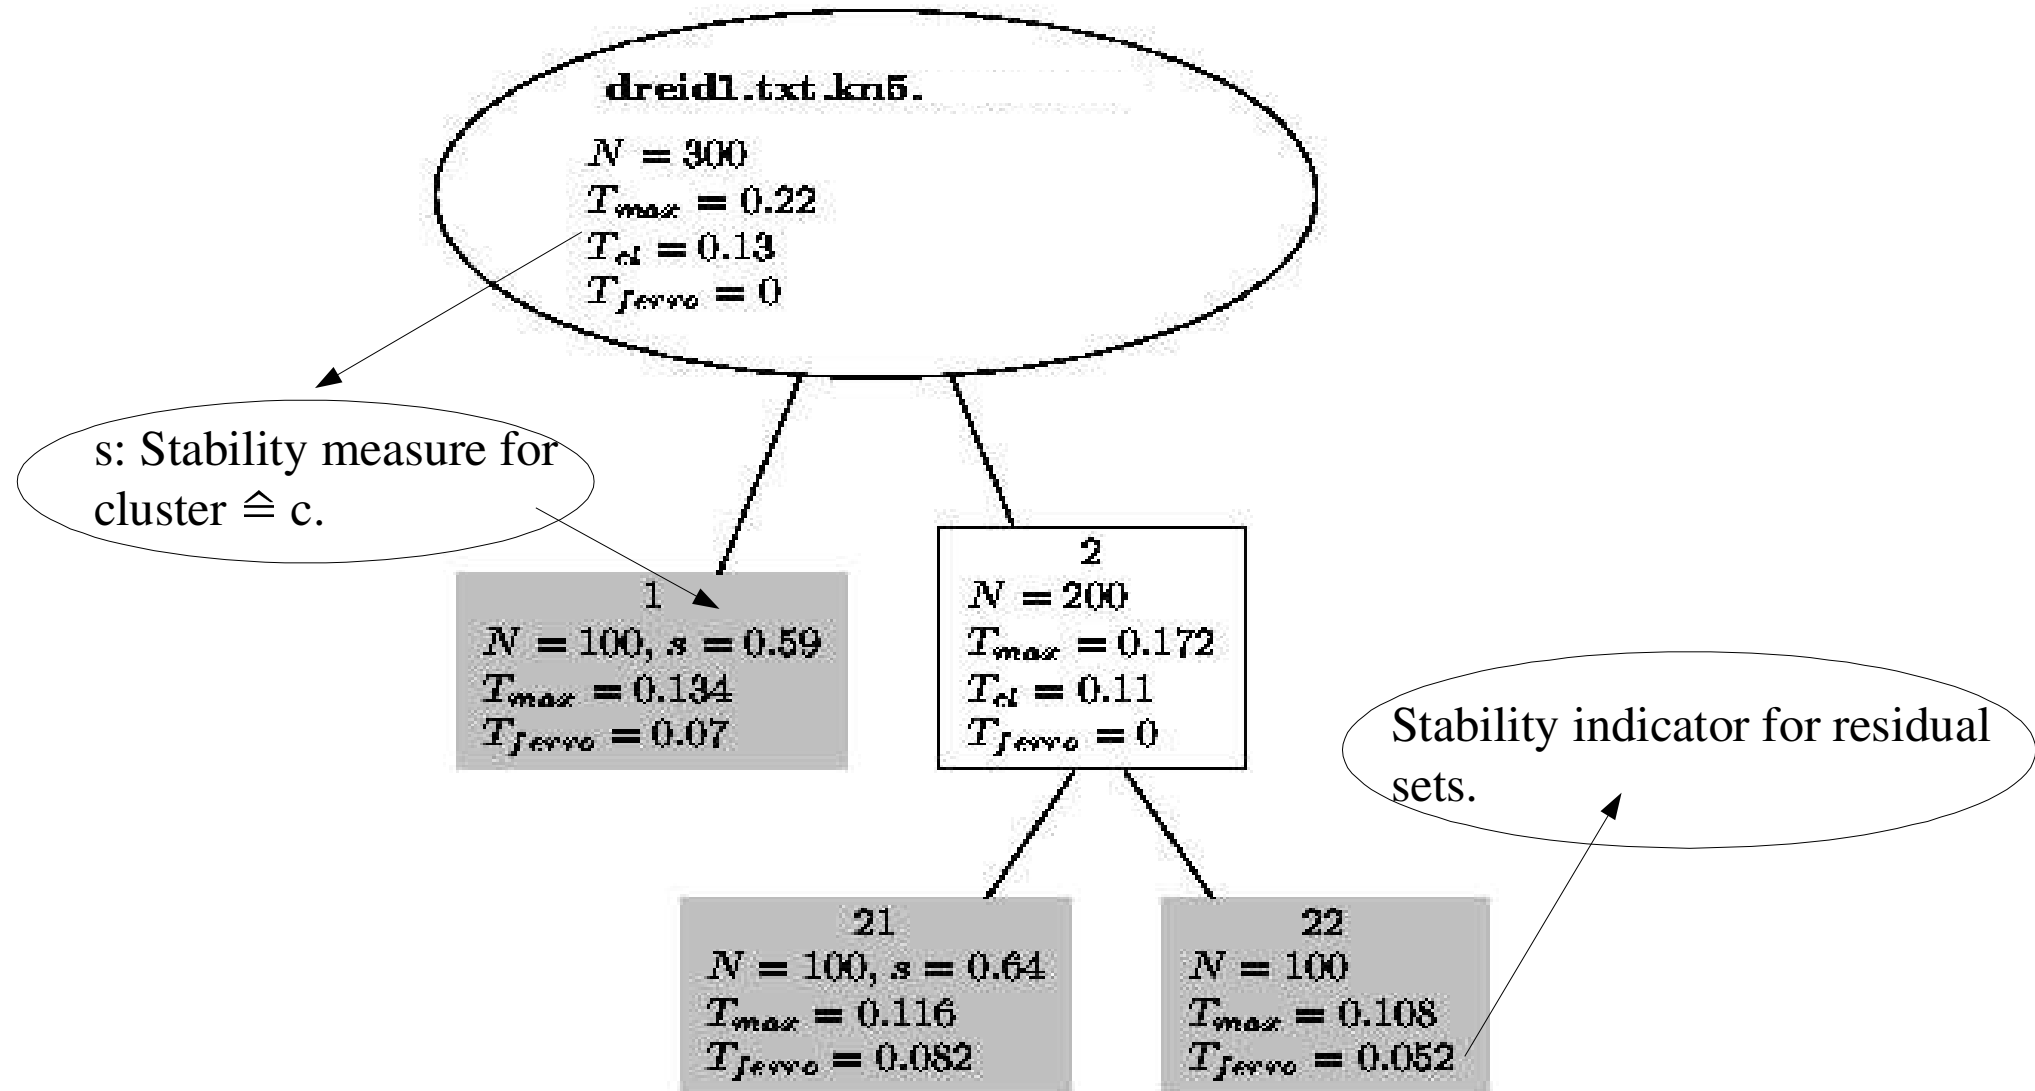 dreid1.txt.kn5.
N = 300
T_max = 0.22
T_cl = 0.13
T_ferro = 0
s: Stability measure for
cluster ≙ c.
1
N = 100, s = 0.59
T_max = 0.134
T_ferro = 0.07
2
N = 200
T_max = 0.172
T_cl = 0.11
T_ferro = 0
Stability indicator for residual
sets.
21
N = 100, s = 0.64
T_max = 0.116
T_ferro = 0.082
22
N = 100
T_max = 0.108
T_ferro = 0.052